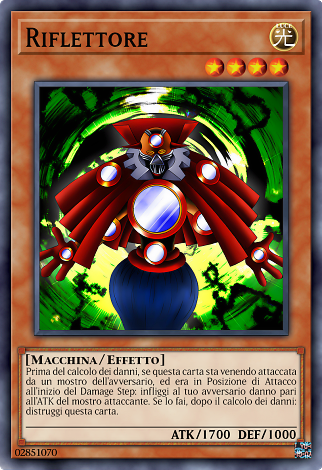 Riflettore
光
[Macchina/Effetto]
Prima del calcolo dei danni, se questa carta sta venendo attaccata
da un mostro dell'avversario, ed era in Posizione di Attacco
all'inizio del Damage Step: infliggi al tuo avversario danno pari
all'ATK del mostro attaccante. Se lo fai, dopo il calcolo dei danni:
distruggi questa carta.
ATK/1700 DEF/1000
02851070